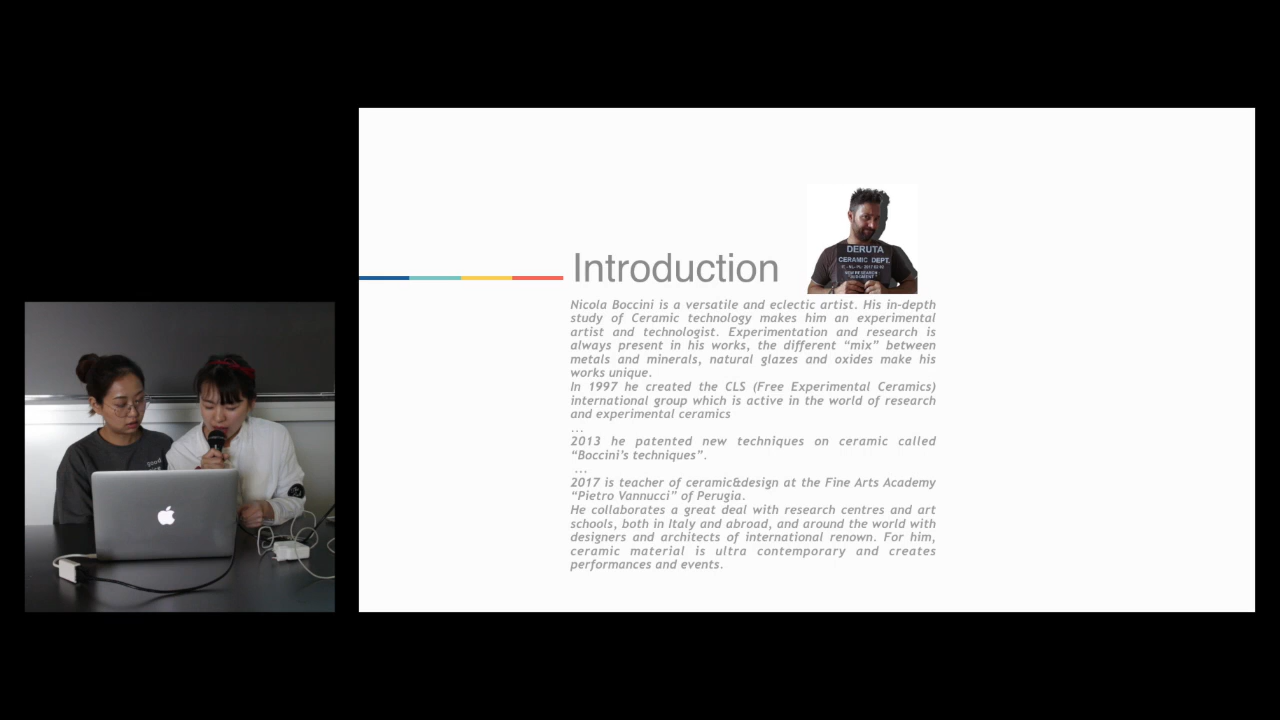 Introduction
DERUTA
CERAMIC DEPT.
Nicola Boccini is a versatile and eclectic artist. His in-depth
study of Ceramic technology makes him an experimental
artist and technologist. Experimentation and research is
always present in his works, the different “mix” between
metals and minerals, natural glazes and oxides make his
works unique.
In 1997 he created the CLS (Free Experimental Ceramics)
international group which is active in the world of research
and experimental ceramics
...
2013 he patented new techniques on ceramic called
“Boccini’s techniques”.
...
2017 is teacher of ceramic&design at the Fine Arts Academy
“Pietro Vannucci” of Perugia.
He collaborates a great deal with research centres and art
schools, both in Italy and abroad, and around the world with
designers and architects of international renown. For him,
ceramic material is ultra contemporary and creates
performances and events.